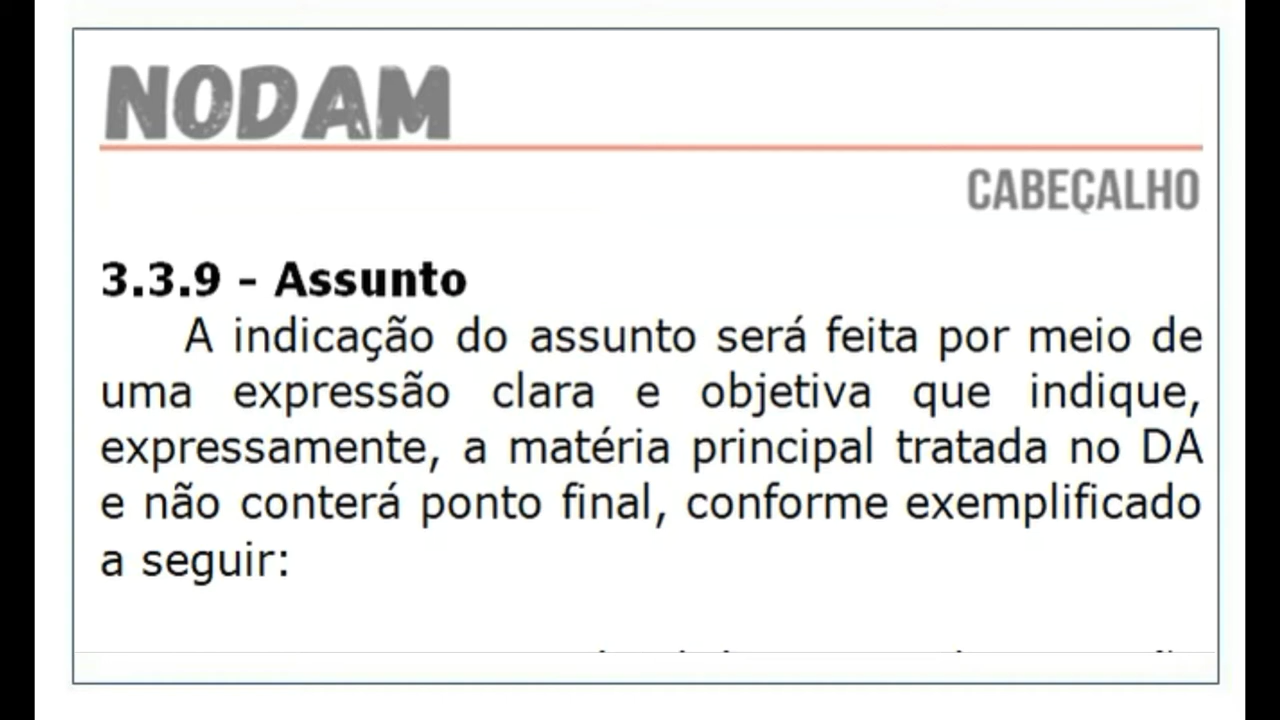 NODAM
CABEÇALHO
3.3.9 – Assunto
A indicação do assunto será feita por meio de
uma expressão clara e objetiva que indique,
expressamente, a matéria principal tratada no DA
e não conterá ponto final, conforme exemplificado
a seguir: